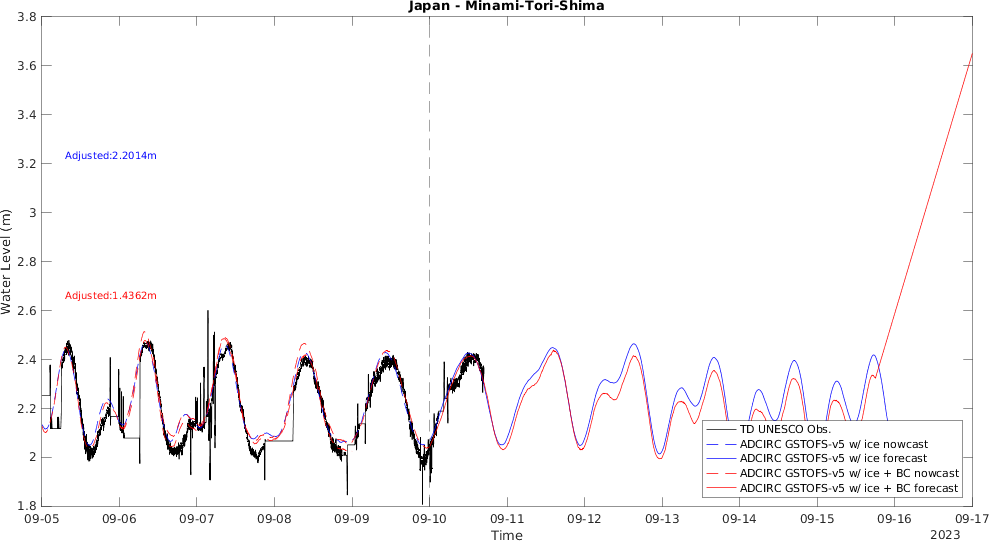 Japan - Minami-Tori-Shima
3.8
3.6
3.4
3.2
3
2.8
2.6
2.4
2.2
2
1.8
Water Level (m)
Adjusted:2.2014m
Adjusted:1.4362m
TD UNESCO Obs.
ADCIRC GSTOFS-v5 w/ ice nowcast
ADCIRC GSTOFS-v5 w/ ice forecast
ADCIRC GSTOFS-v5 w/ ice + BC nowcast
ADCIRC GSTOFS-v5 w/ ice + BC forecast
09-05 09-06 09-07 09-08 09-09 09-10 09-11 09-12 09-13 09-14 09-15 09-16 09-17
Time
2023